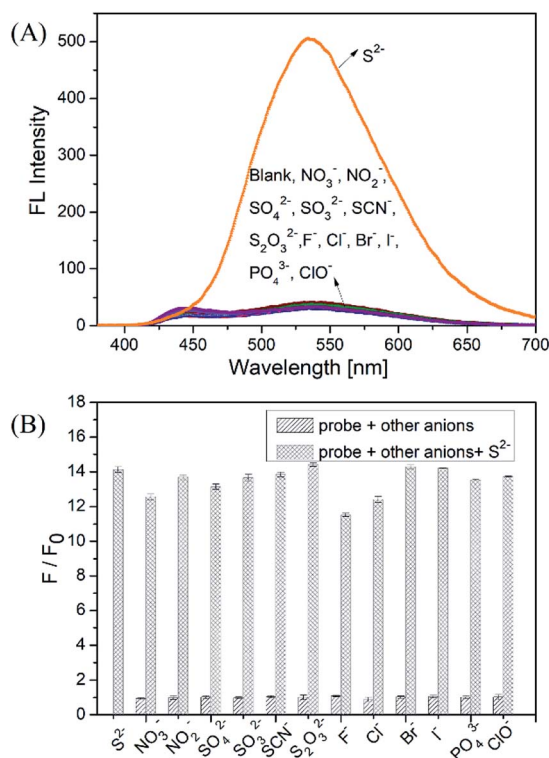 (A)
500
400
300
200
100
0
FL Intensity
S²⁻
Blank, NO₃⁻, NO₂⁻,
SO₄²⁻, SO₃²⁻, SCN⁻,
S₂O₃²⁻,F⁻, Cl⁻, Br⁻, I⁻,
PO₄³⁻, ClO⁻
400 450 500 550 600 650 700
Wavelength [nm]
(B)
18
16
14
12
10
8
6
4
2
0
F / F₀
probe + other anions
probe + other anions+ S²⁻
S²⁻ NO₃⁻ NO₂⁻ SO₄²⁻ SO₃²⁻ SCN⁻ S₂O₃²⁻ F⁻ Cl⁻ Br⁻ I⁻ PO₄³⁻ ClO⁻